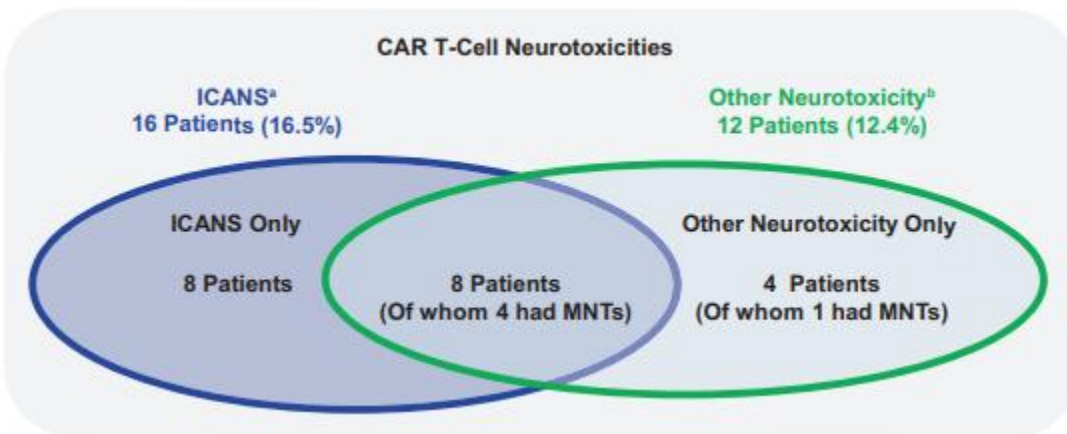 CAR T-Cell Neurotoxicities
ICANSᵃ
16 Patients (16.5%)
Other Neurotoxicityᵇ
12 Patients (12.4%)
ICANS Only
8 Patients
8 Patients
(Of whom 4 had MNTs)
Other Neurotoxicity Only
4 Patients
(Of whom 1 had MNTs)